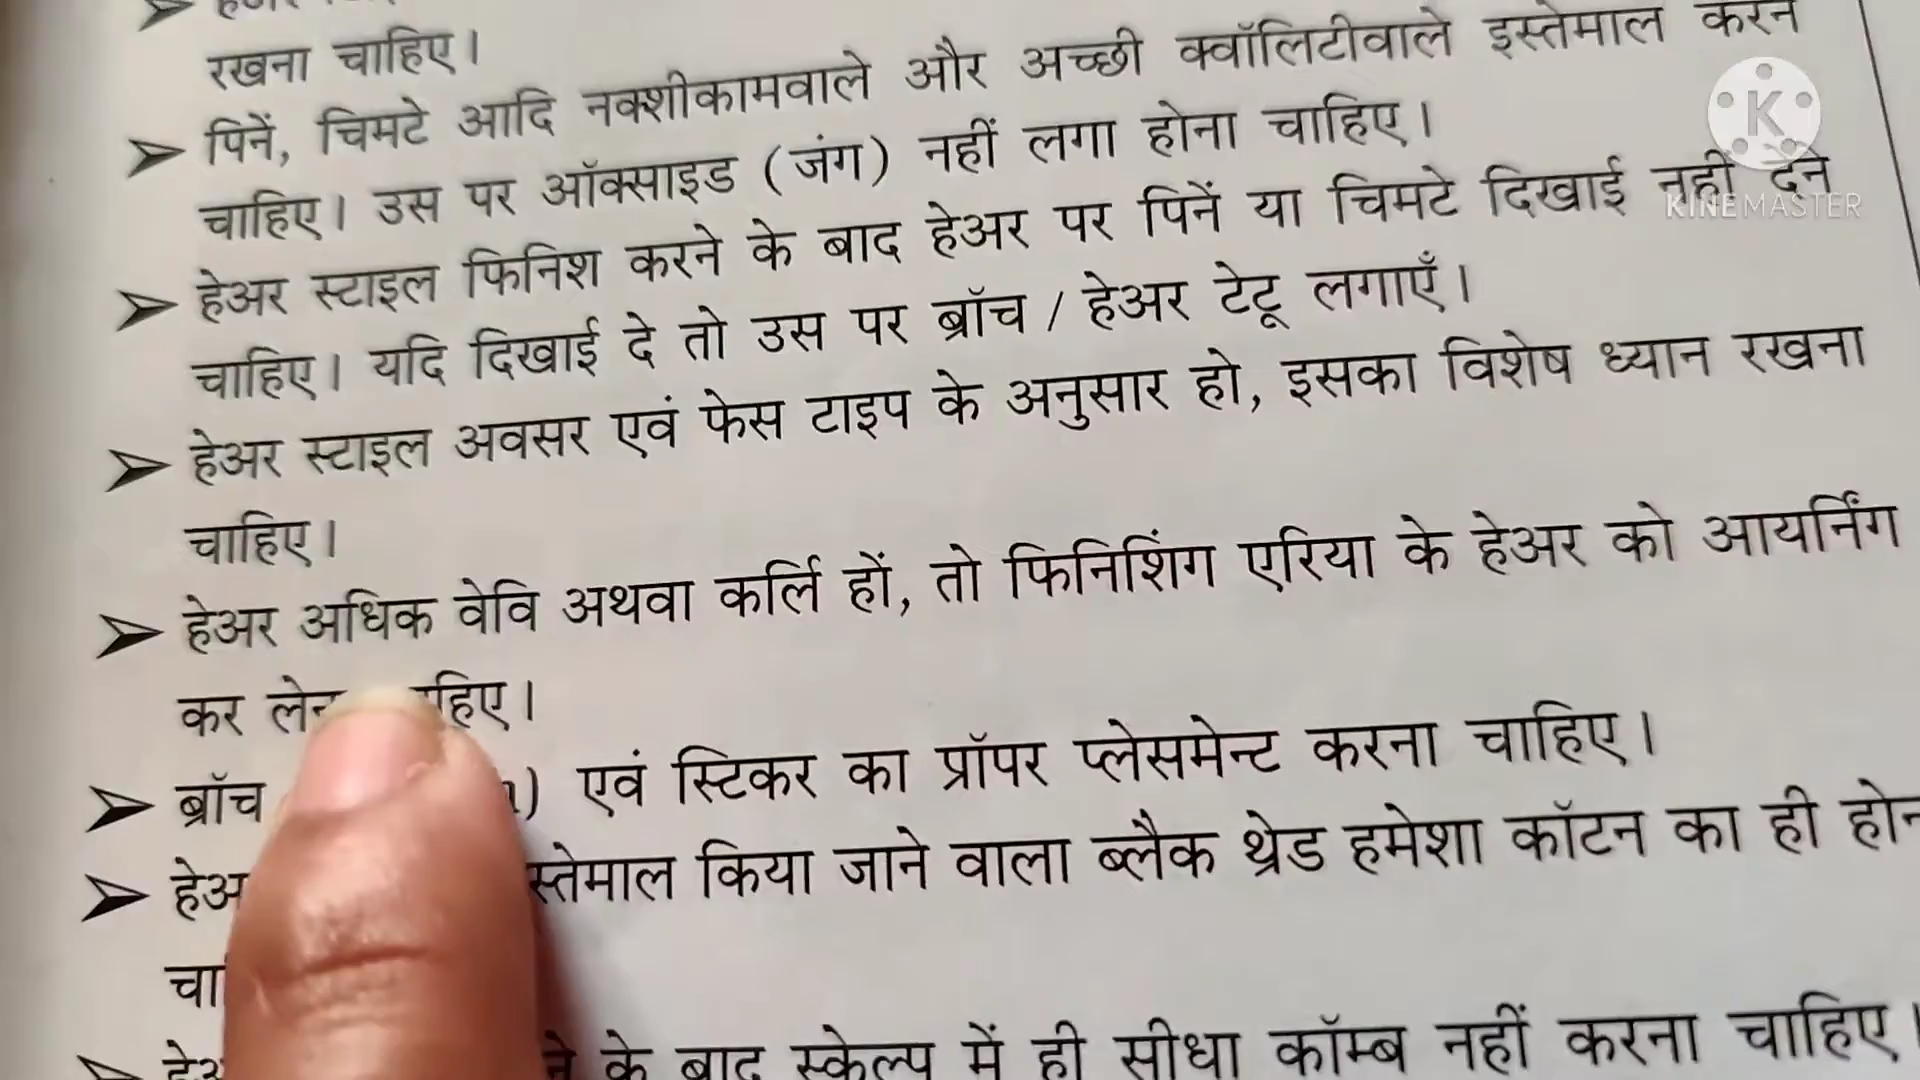 रखना चाहिए।
➤ पिनें, चिमटे आदि नक्शीकामवाले और अच्छी क्वॉलिटीवाले इस्तेमाल करने
चाहिए। उस पर ऑक्साइड (जंग) नहीं लगा होना चाहिए।
➤ हेअर स्टाइल फिनिश करने के बाद हेअर पर पिनें या चिमटे दिखाई नहीं देने
चाहिए। यदि दिखाई दे तो उस पर ब्रॉच / हेअर टेटू लगाएँ।
➤ हेअर स्टाइल अवसर एवं फेस टाइप के अनुसार हो, इसका विशेष ध्यान रखना
चाहिए।
➤ हेअर अधिक वेवि अथवा कर्लि हों, तो फिनिशिंग एरिया के हेअर को आयर्निंग
कर हिए।
➤ ब्रॉच ) एवं स्टिकर का प्रॉपर प्लेसमेन्ट करना चाहिए।
➤ स्तेमाल किया जाने वाला ब्लैक थ्रेड हमेशा कॉटन का ही
के बाद स्केल्प में ही सीधा कॉम्ब नहीं करना चाहिए।
K
KINEMASTER